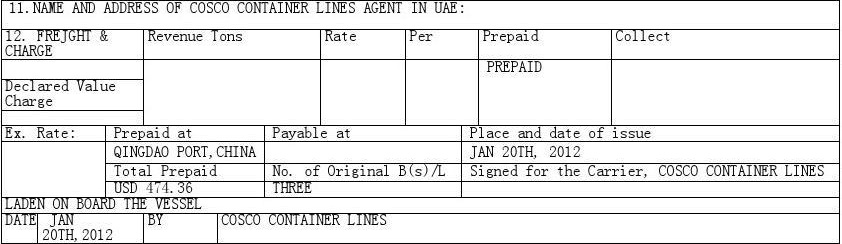 11.NAME AND ADDRESS OF COSCO CONTAINER LINES AGENT IN UAE:
12. FREJGHT & CHARGE Revenue Tons Rate Per Prepaid Collect
PREPAID
Declared Value
Charge
Ex. Rate: Prepaid at Payable at Place and date of issue
QINGDAO PORT,CHINA JAN 20TH, 2012
Total Prepaid No. of Original B(s)/L Signed for the Carrier, COSCO CONTAINER LINES
USD 474.36 THREE
LADEN ON BOARD THE VESSEL
DATE JAN 20TH,2012 BY COSCO CONTAINER LINES